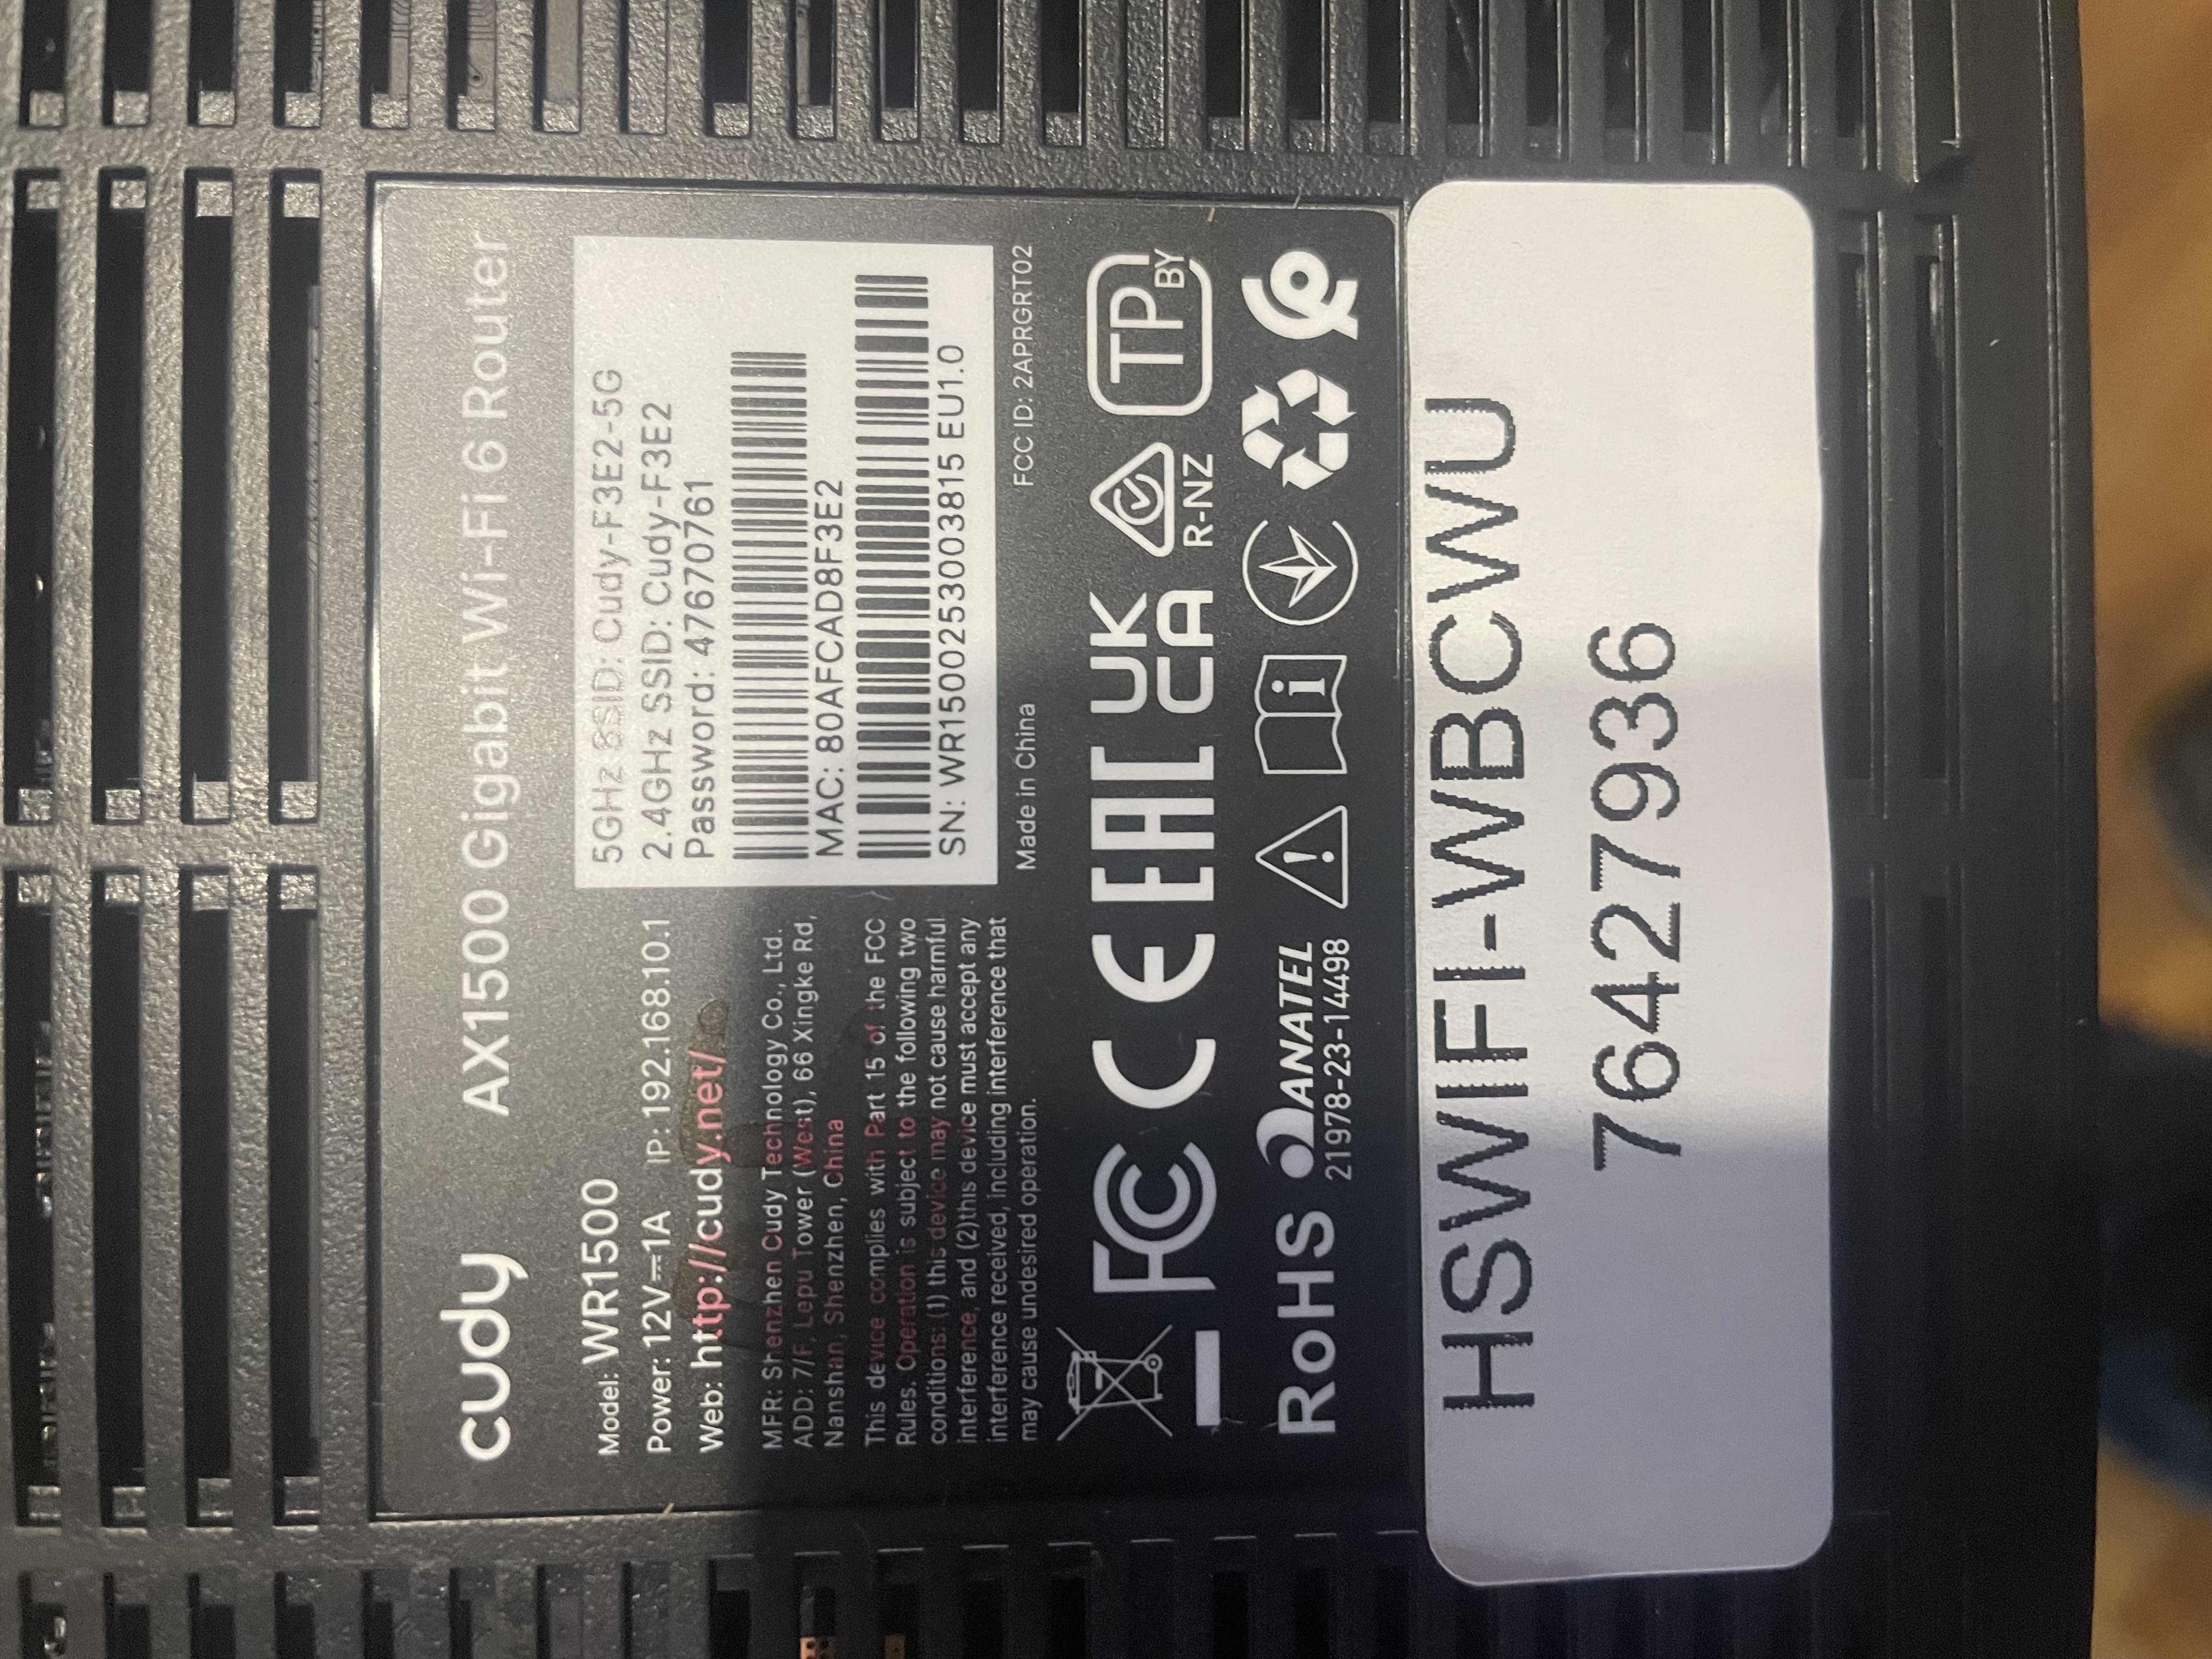 cudy AX1500 Gigabit Wi-Fi 6 Router
Model: WR1500
Power: 12V⎓1A IP: 192.168.10.1
Web: http://cudy.net/
MFR: Shenzhen Cudy Technology Co., Ltd.
ADD: 7/F, Lepu Tower (West), 66 Xingke Rd,
Nanshan, Shenzhen, China
This device complies with Part 15 of the FCC
Rules. Operation is subject to the following two
conditions: (1) this device may not cause harmful
interference, and (2)this device must accept any
interference received, including interference that
may cause undesired operation.
5GHz SSID: Cudy-F3E2-5G
2.4GHz SSID: Cudy-F3E2
Password: 47670761
MAC: 80AFCAD8F3E2
SN: WR1500253003815 EU1.0
Made in China FCC ID: 2APRGRT02
FC CE EAC UK
CA
R-NZ
TP
BY
RoHS ANATEL
21978-23-14498
HSWIFI-WBCWU
76427936